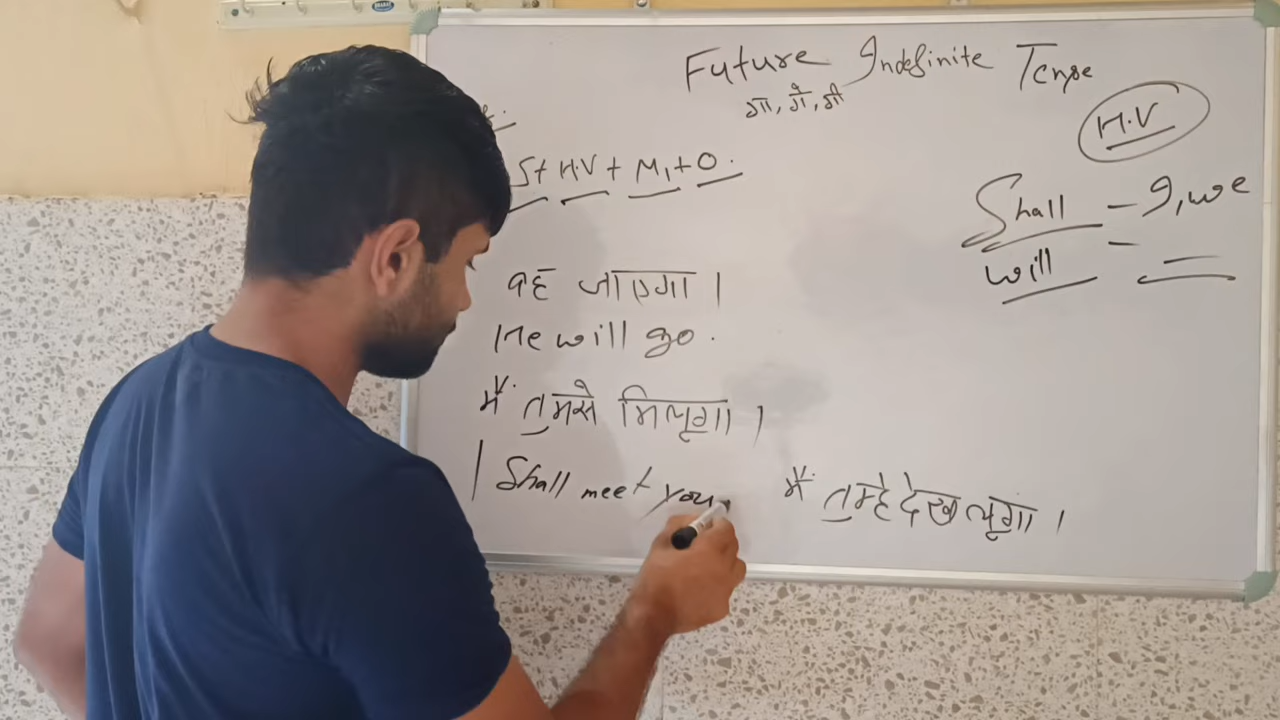 Future Indefinite Tense
गा, गे, गी
H.V
S+ H.V + M1 + O.
Shall - I, we
will - =
वह जाएगा।
He will go.
मैं तुमसे मिलूगा।
I Shall meet you
मैं तुम्हे देख लूगा।